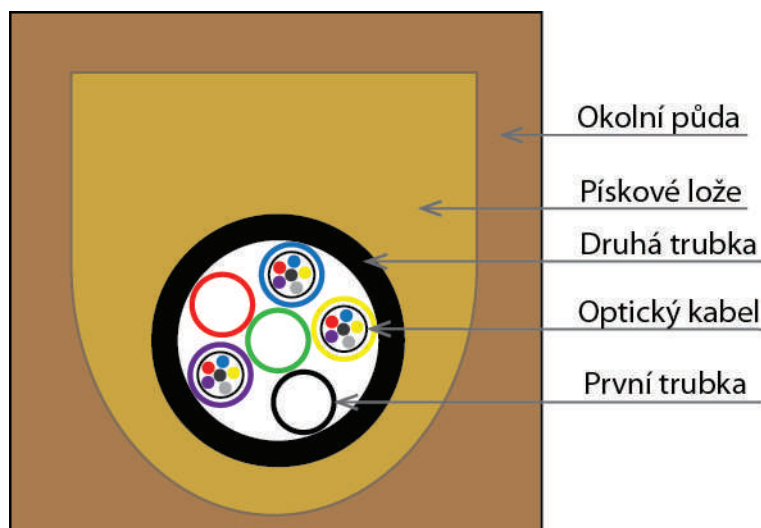 Okolní půda
Pískové lože
Druhá trubka
Optický kabel
První trubka